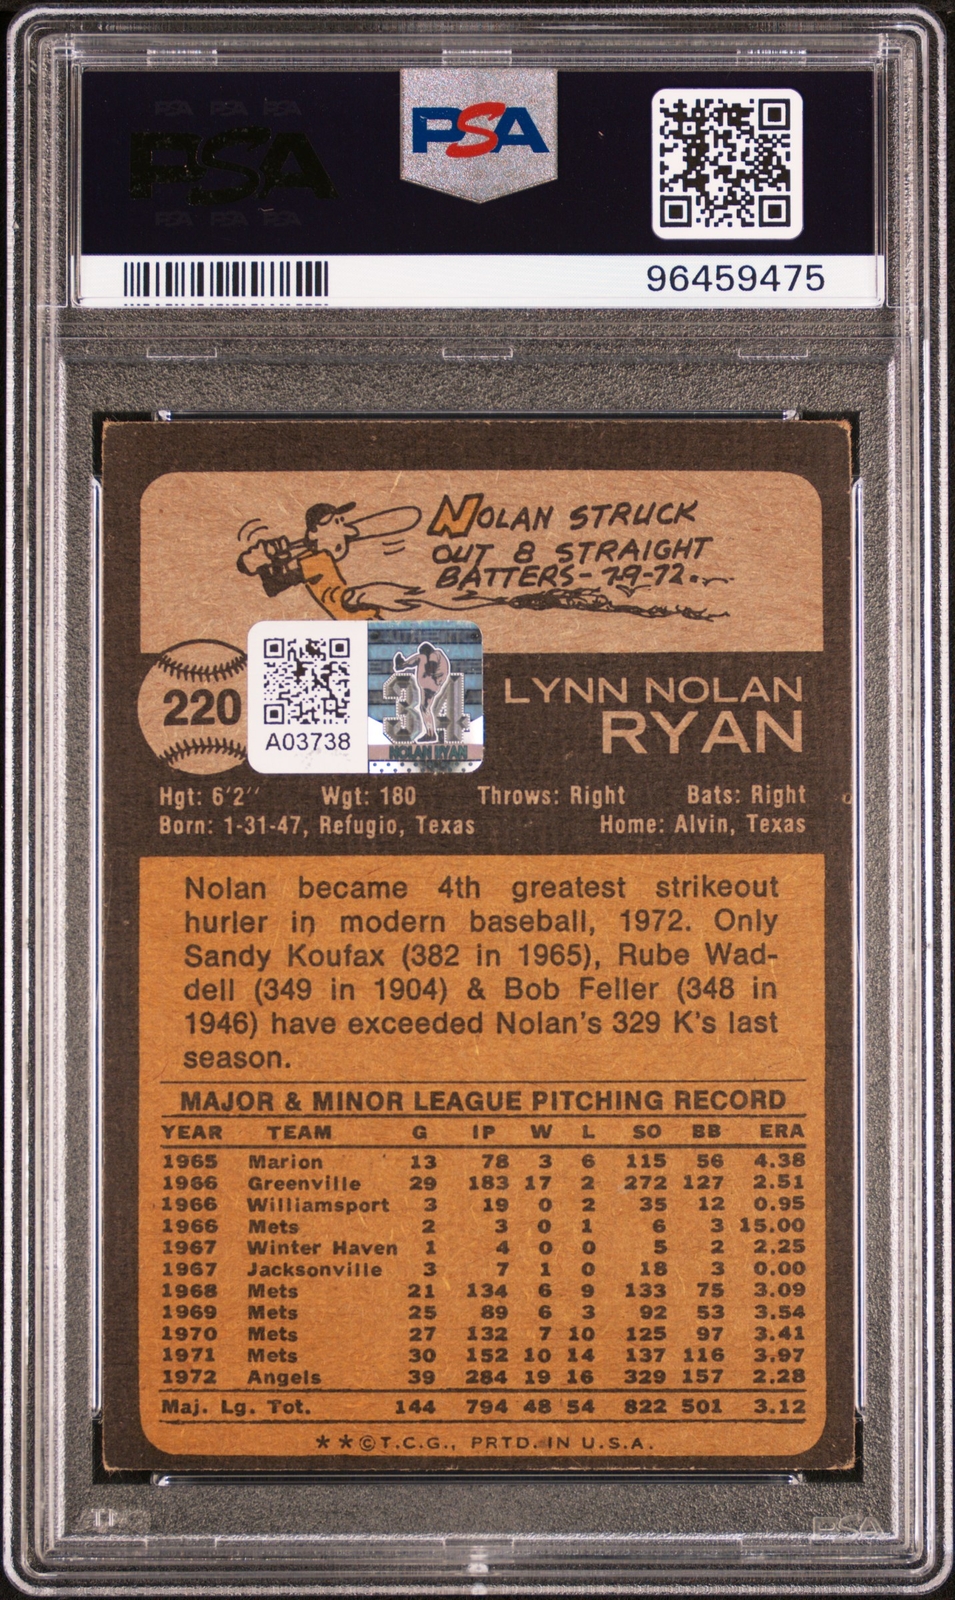 PSA PSA PSA
PSA
PSA PSA PSA
PSA
96459475
NOLAN STRUCK
OUT 8 STRAIGHT
BATTERS-7-9-72...
220
A03738
AUTHENTIC
34
NOLAN RYAN
LYNN NOLAN
RYAN
Hgt: 6'2'' Wgt: 180 Throws: Right Bats: Right
Born: 1-31-47, Refugio, Texas Home: Alvin, Texas
Nolan became 4th greatest strikeout
hurler in modern baseball, 1972. Only
Sandy Koufax (382 in 1965), Rube Wad-
dell (349 in 1904) & Bob Feller (348 in
1946) have exceeded Nolan's 329 K's last
season.
MAJOR & MINOR LEAGUE PITCHING RECORD
YEAR TEAM G IP W L SO BB ERA
1965 Marion 13 78 3 6 115 56 4.38
1966 Greenville 29 183 17 2 272 127 2.51
1966 Williamsport 3 19 0 2 35 12 0.95
1966 Mets 2 3 0 1 6 3 15.00
1967 Winter Haven 1 4 0 0 5 2 2.25
1967 Jacksonville 3 7 1 0 18 3 0.00
1968 Mets 21 134 6 9 133 75 3.09
1969 Mets 25 89 6 3 92 53 3.54
1970 Mets 27 132 7 10 125 97 3.41
1971 Mets 30 152 10 14 137 116 3.97
1972 Angels 39 284 19 16 329 157 2.28
Maj. Lg. Tot. 144 794 48 54 822 501 3.12
**©T.C.G., PRTD. IN U.S.A.
PSA